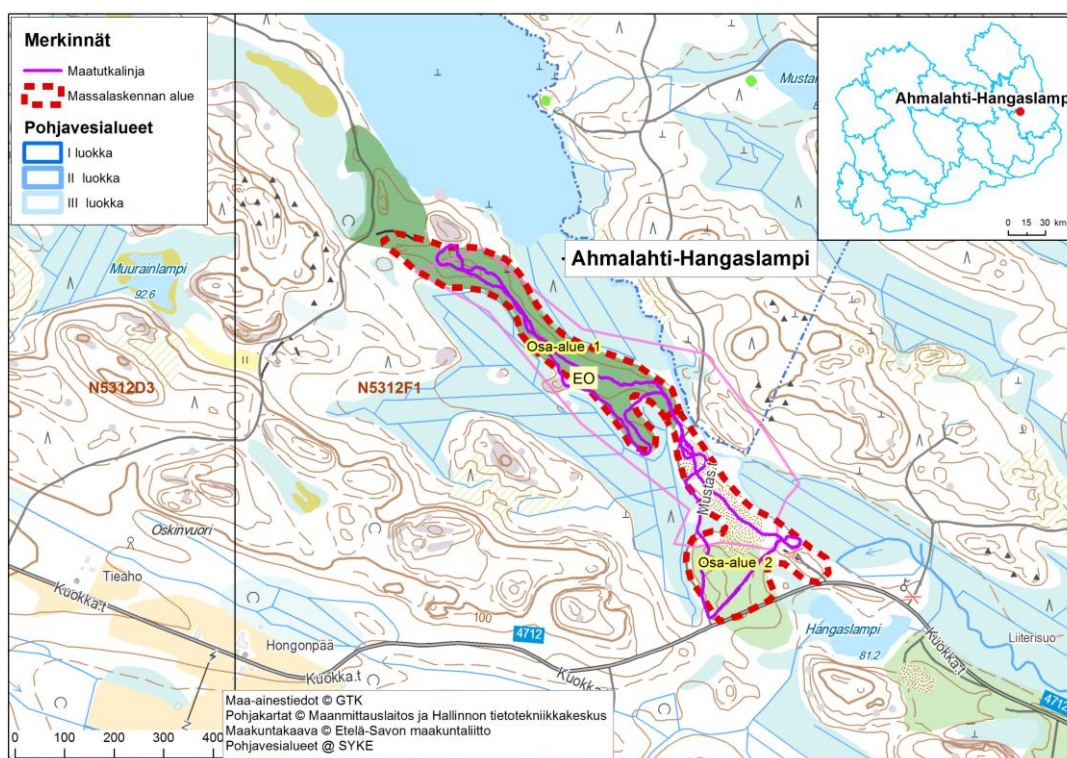 Merkinnät
Maatutkalinja
Massalaskennan alue
Pohjavesialueet
I luokka
II luokka
III luokka
Ahmalahti-Hangaslampi
0 15 30 km
Ahmalahti-Hangaslampi
Muurainlampi
92.6
N5312D3
N5312F1
Osa-alue 1
EO
Mustas.t
Osa-alue 2
Oskinvuori
Tieaho
Kuokka.t
Hongonpää
100
4712
Kuokka.t
Hangaslampi
81.2
Kuokka.t
Liiterisuo
4712
Maa-ainestiedot © GTK
Pohjakartat © Maanmittauslaitos ja Hallinnon tietotekniikkakeskus
Maakuntakaava © Etelä-Savon maakuntaliitto
Pohjavesialueet @ SYKE
0 100 200 300 400